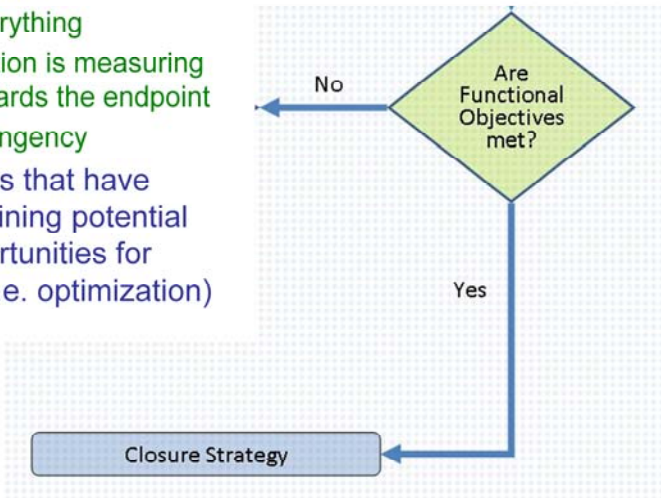 rything
ion is measuring
ards the endpoint
ngency
s that have
ining potential
rtunities for
e. optimization)
No
Are
Functional
Objectives
met?
Yes
Closure Strategy